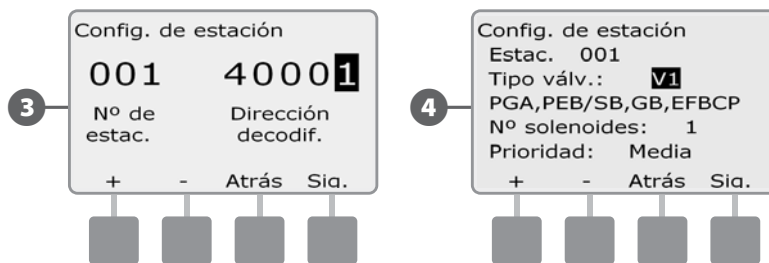 3
Config. de estación
001 40001
Nº de estac.
Dirección decodif.
+ - Atrás Sig.
4
Config. de estación
Estac. 001
Tipo válv.: V1
PGA,PEB/SB,GB,EFBCP
Nº solenoides: 1
Prioridad: Media
+ - Atrás Sig.